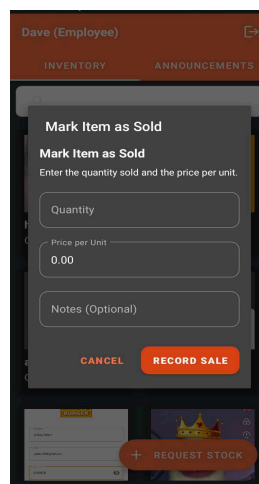 Dave (Employee)
INVENTORY
ANNOUNCEMENTS
Mark Item as Sold
Mark Item as Sold
Enter the quantity sold and the price per unit.
Quantity
Price per Unit
0.00
Notes (Optional)
CANCEL
RECORD SALE
+ REQUEST STOCK